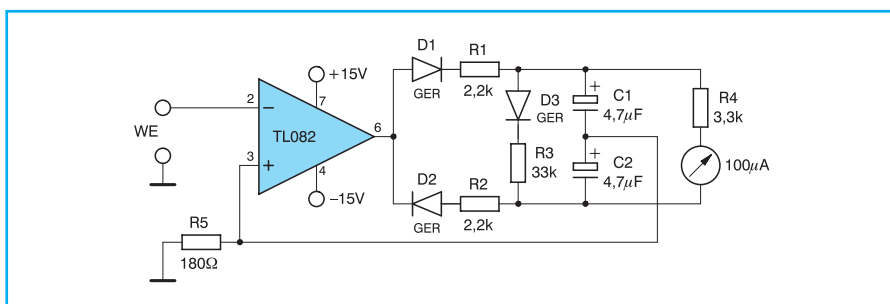 D1
GER
R1
2,2k
+15V
7
2
−
WE
TL082
6
3
+
4
−15V
D2
GER
R2
2,2k
D3
GER
R3
33k
+
C1
4,7µF
+
C2
4,7µF
R4
3,3k
100µA
R5
180Ω